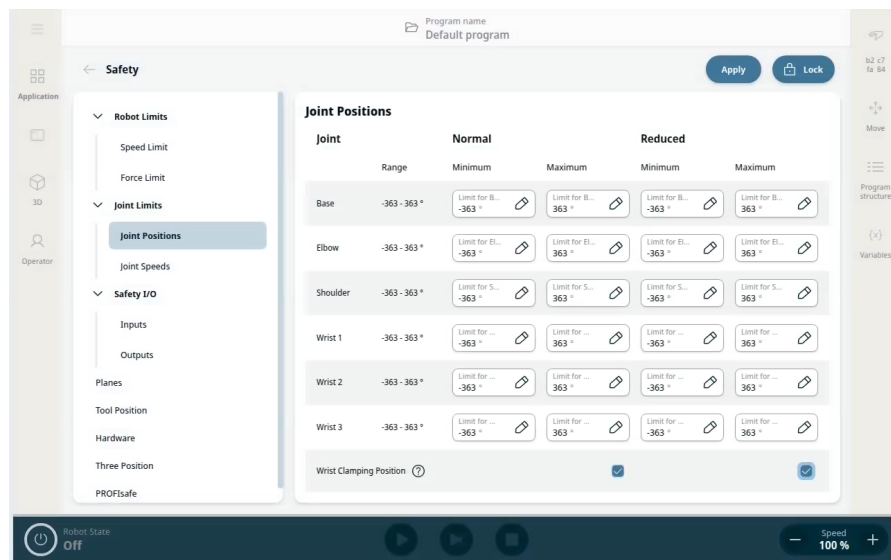 Program name
Default program
Safety
Apply
Lock
b2 c7
fa 84
Application
3D
Operator
Robot Limits
Speed Limit
Force Limit
Joint Limits
Joint Positions
Joint Speeds
Safety I/O
Inputs
Outputs
Planes
Tool Position
Hardware
Three Position
PROFIsafe
Joint Positions
Joint Normal Reduced
Range Minimum Maximum Minimum Maximum
Limit for B... Limit for B... Limit for B... Limit for B...
Base -363 - 363 ° -363 ° 363 ° -363 ° 363 °
Limit for El... Limit for El... Limit for El... Limit for El...
Elbow -363 - 363 ° -363 ° 363 ° -363 ° 363 °
Limit for S... Limit for S... Limit for S... Limit for S...
Shoulder -363 - 363 ° -363 ° 363 ° -363 ° 363 °
Limit for ... Limit for ... Limit for ... Limit for ...
Wrist 1 -363 - 363 ° -363 ° 363 ° -363 ° 363 °
Limit for ... Limit for ... Limit for ... Limit for ...
Wrist 2 -363 - 363 ° -363 ° 363 ° -363 ° 363 °
Limit for ... Limit for ... Limit for ... Limit for ...
Wrist 3 -363 - 363 ° -363 ° 363 ° -363 ° 363 °
Wrist Clamping Position ?
Move
Program
structure
{x}
Variables
Robot State
Off
Speed
− 100 % +